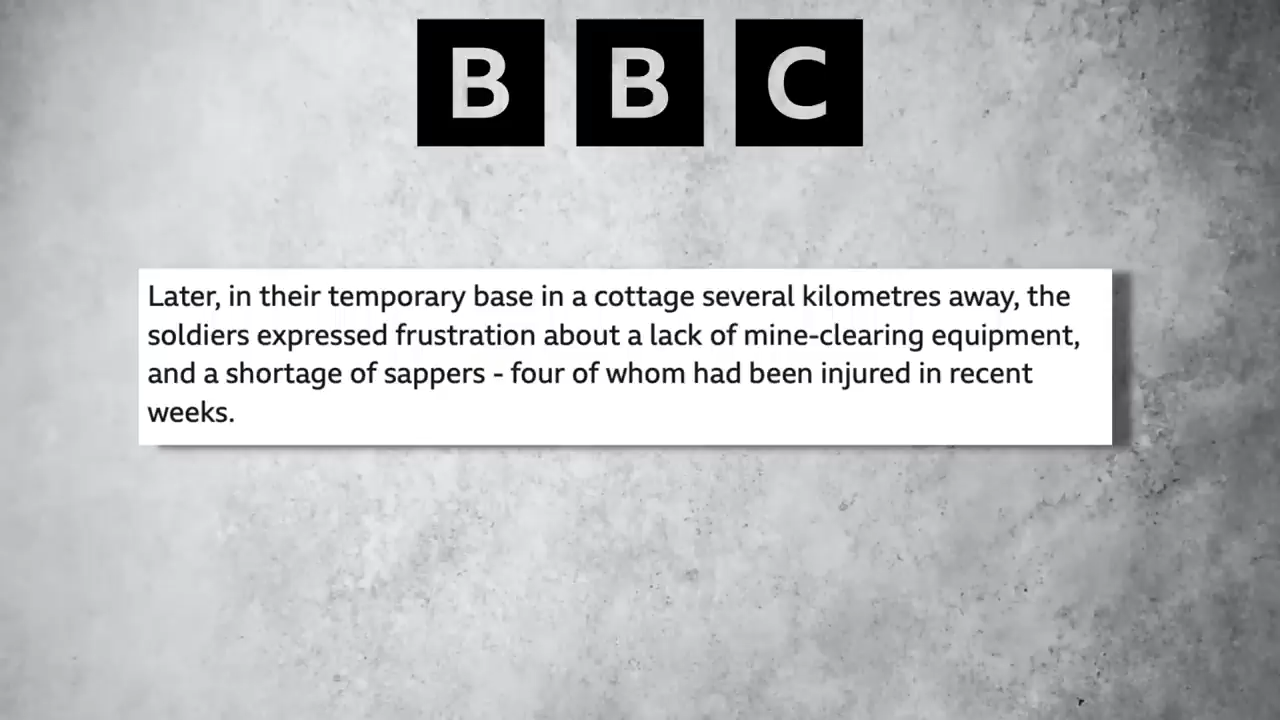 BBC
Later, in their temporary base in a cottage several kilometres away, the
soldiers expressed frustration about a lack of mine-clearing equipment,
and a shortage of sappers - four of whom had been injured in recent
weeks.